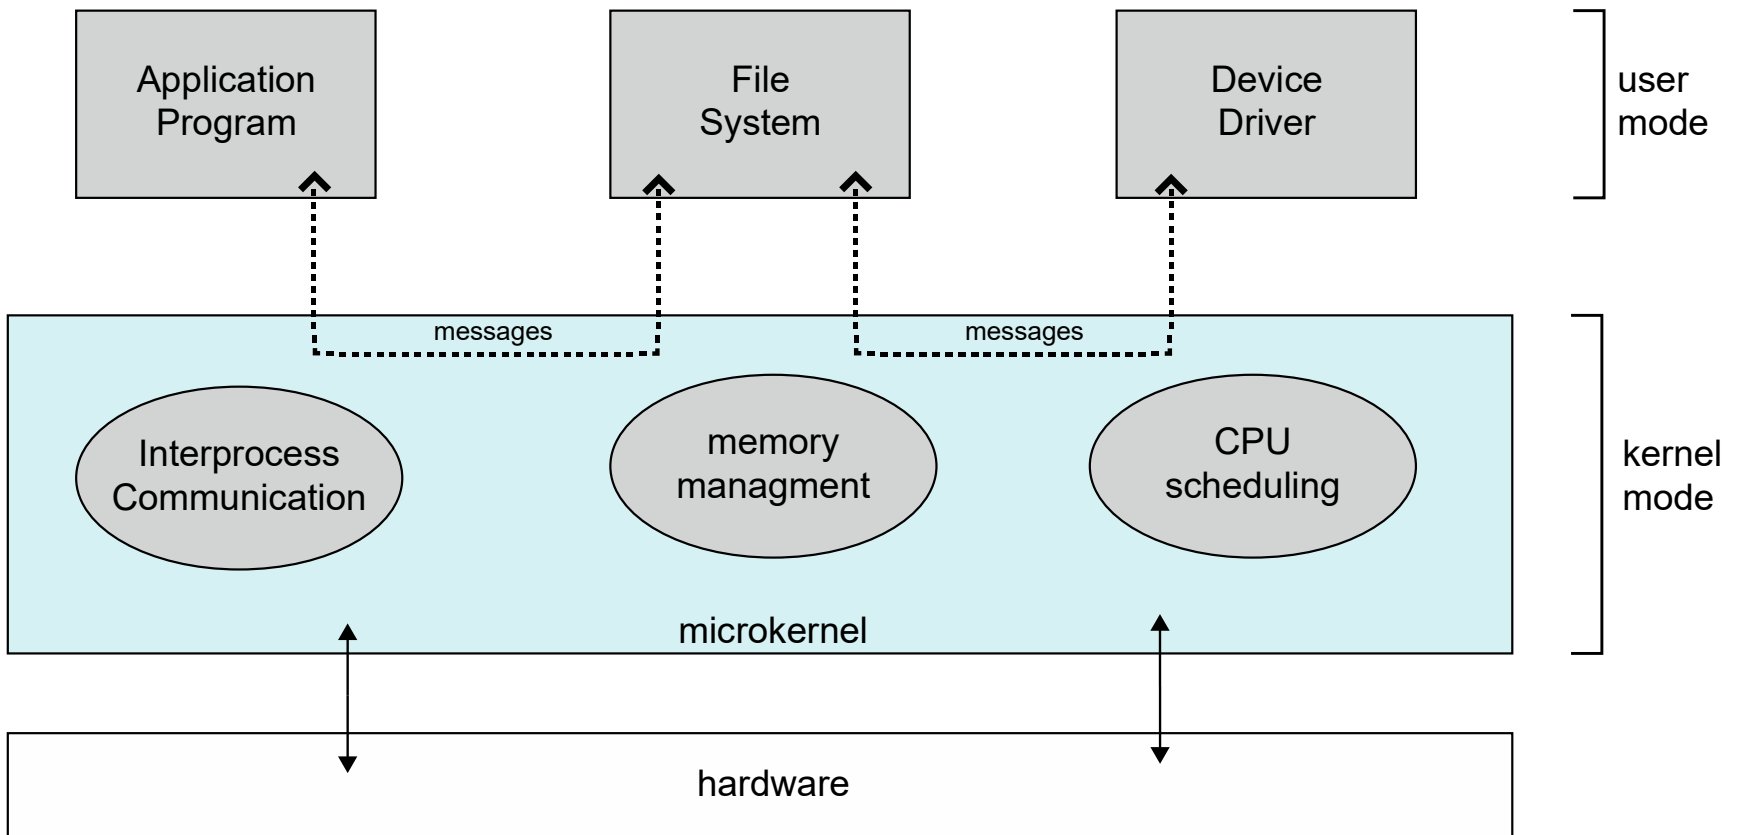 Application
Program
File
System
Device
Driver
user
mode
messages
messages
Interprocess
Communication
memory
managment
CPU
scheduling
kernel
mode
microkernel
hardware